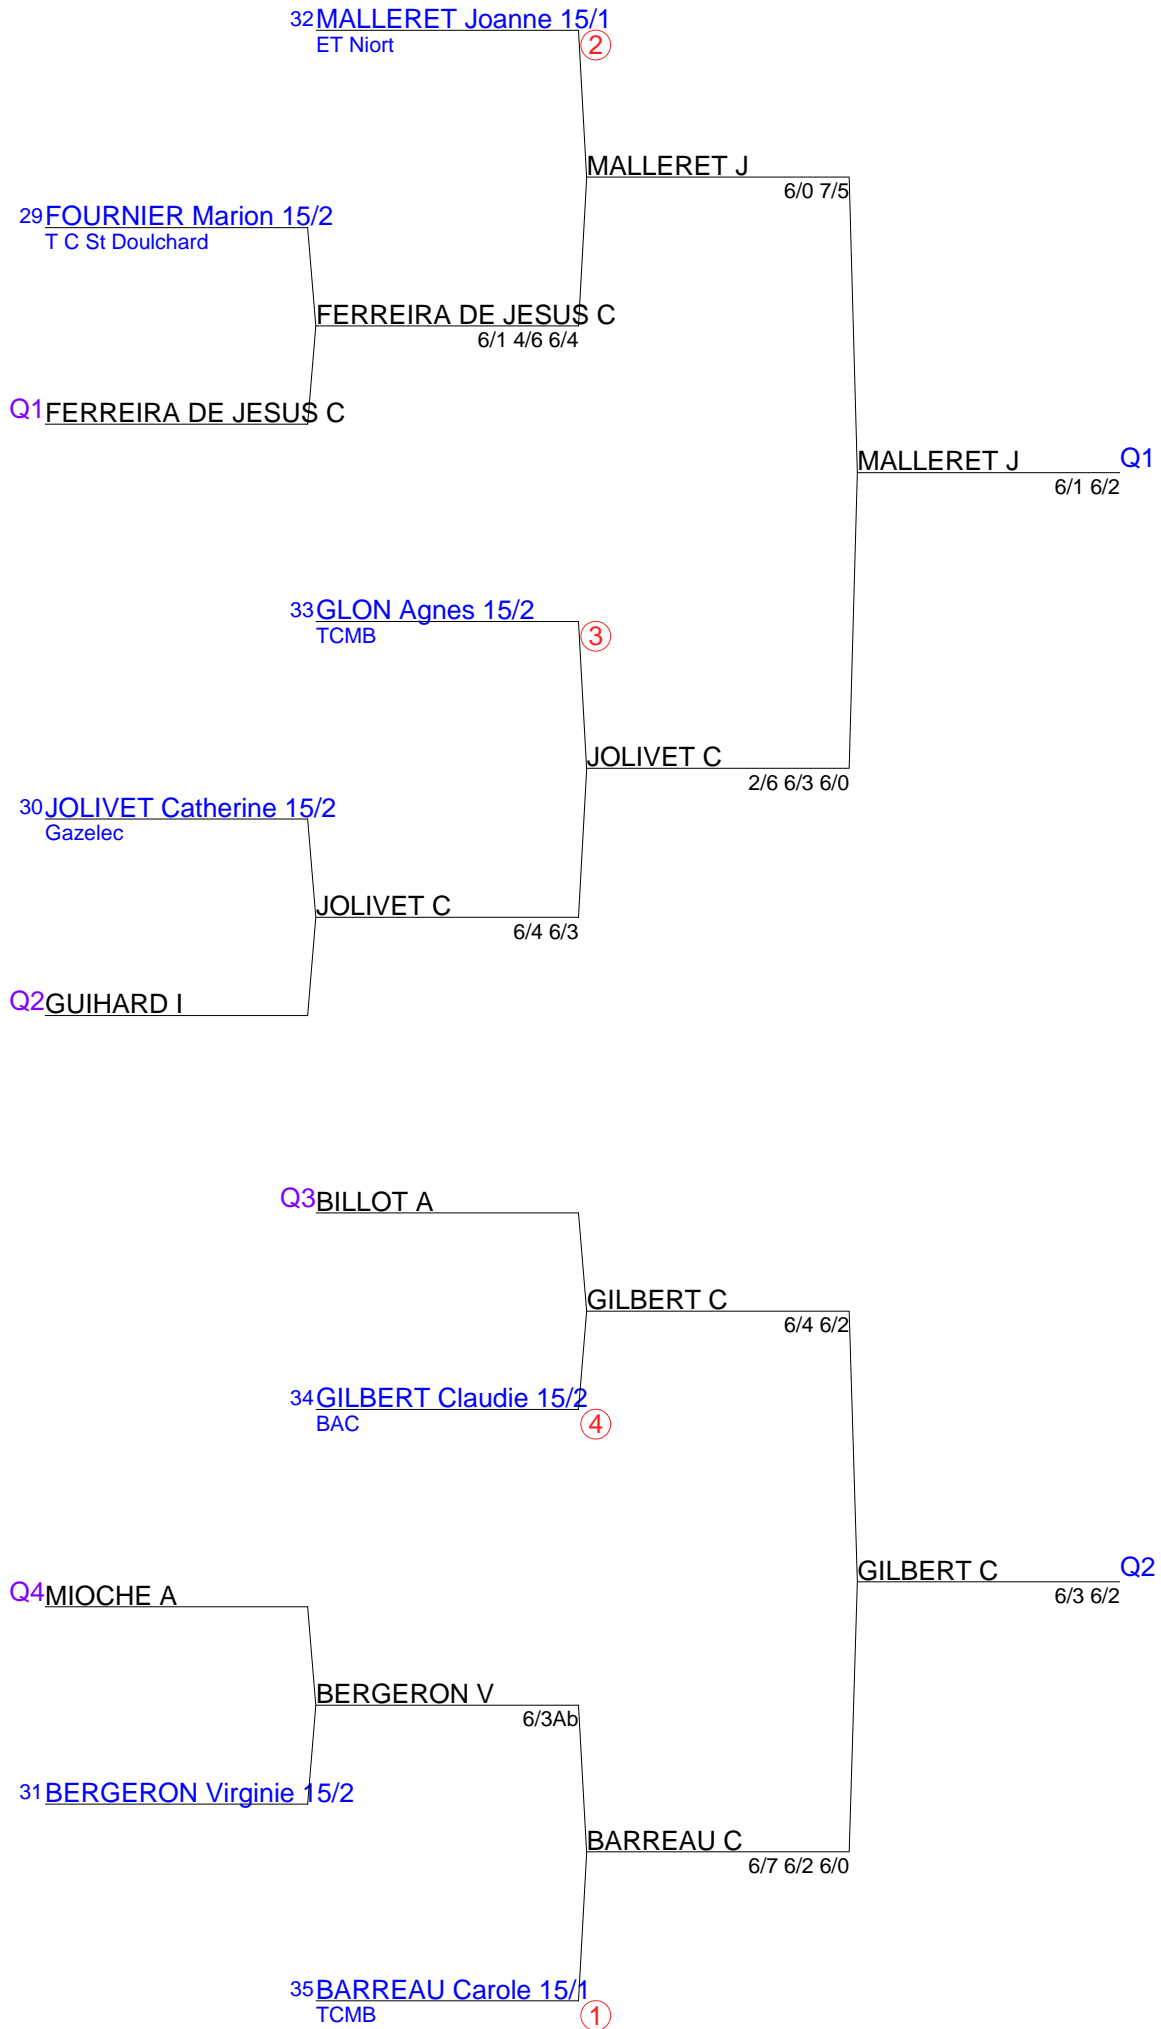 32 MALLERET Joanne 15/1
ET Niort
2
MALLERET J
6/0 7/5
29 FOURNIER Marion 15/2
T C St Doulchard
FERREIRA DE JESUS C
6/1 4/6 6/4
Q1 FERREIRA DE JESUS C
MALLERET J Q1
6/1 6/2
33 GLON Agnes 15/2
TCMB
3
JOLIVET C
2/6 6/3 6/0
30 JOLIVET Catherine 15/2
Gazelec
JOLIVET C
6/4 6/3
Q2 GUIHARD I
Q3 BILLOT A
GILBERT C
6/4 6/2
34 GILBERT Claudie 15/2
BAC
4
GILBERT C Q2
6/3 6/2
Q4 MIOCHE A
BERGERON V
6/3Ab
31 BERGERON Virginie 15/2
BARREAU C
6/7 6/2 6/0
35 BARREAU Carole 15/1
TCMB
1